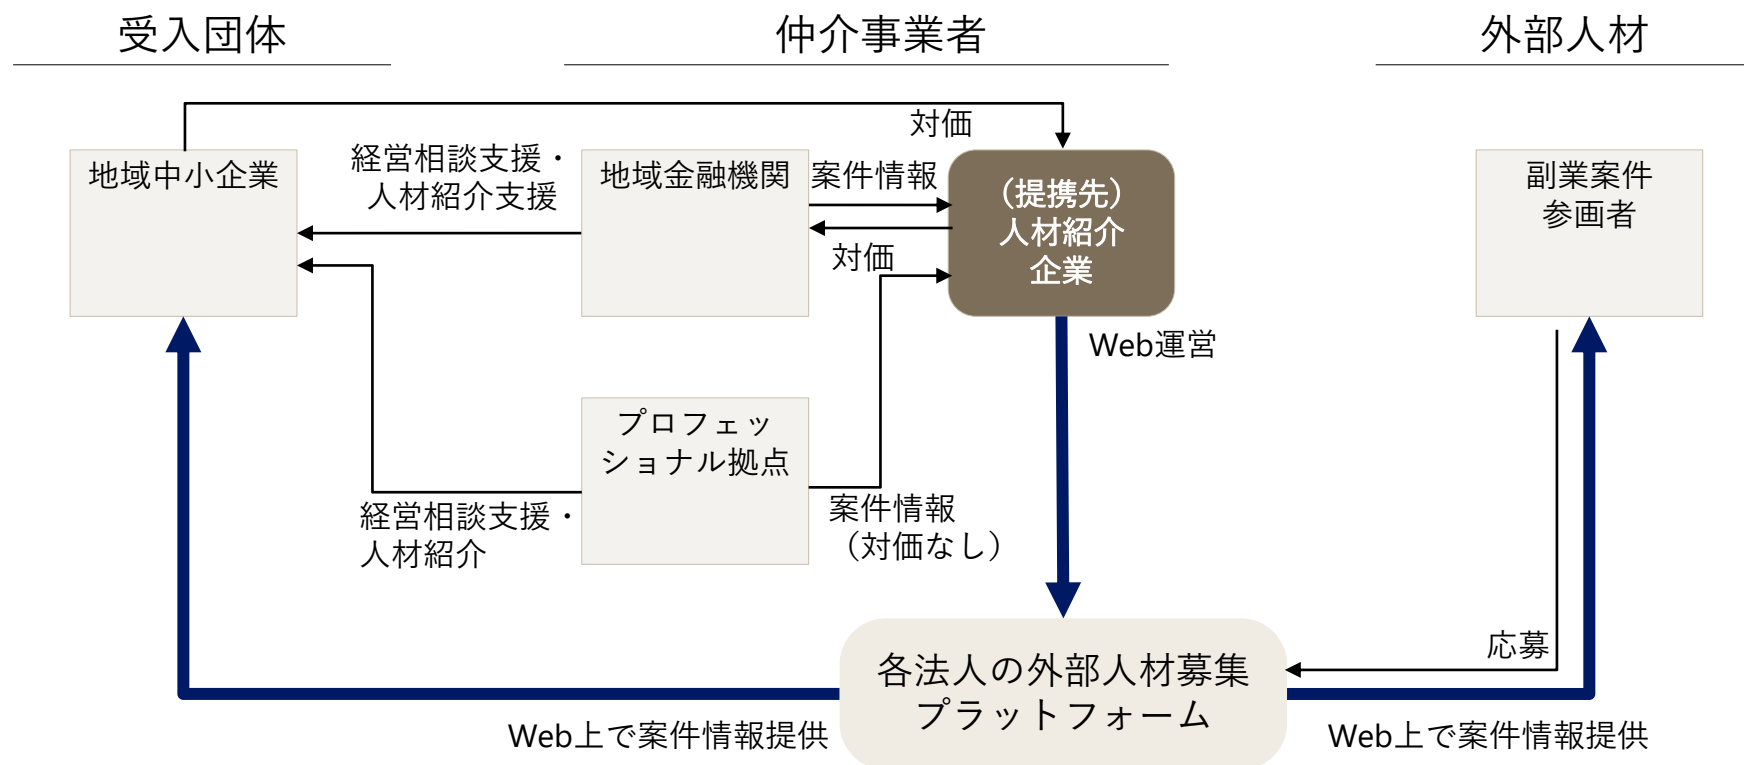 受入団体
仲介事業者
外部人材
対価
地域中小企業
経営相談支援・
人材紹介支援
地域金融機関
案件情報
対価
（提携先）
人材紹介
企業
副業案件
参画者
Web運営
プロフェッ
ショナル拠点
経営相談支援・
人材紹介
案件情報
（対価なし）
応募
各法人の外部人材募集
プラットフォーム
Web上で案件情報提供
Web上で案件情報提供